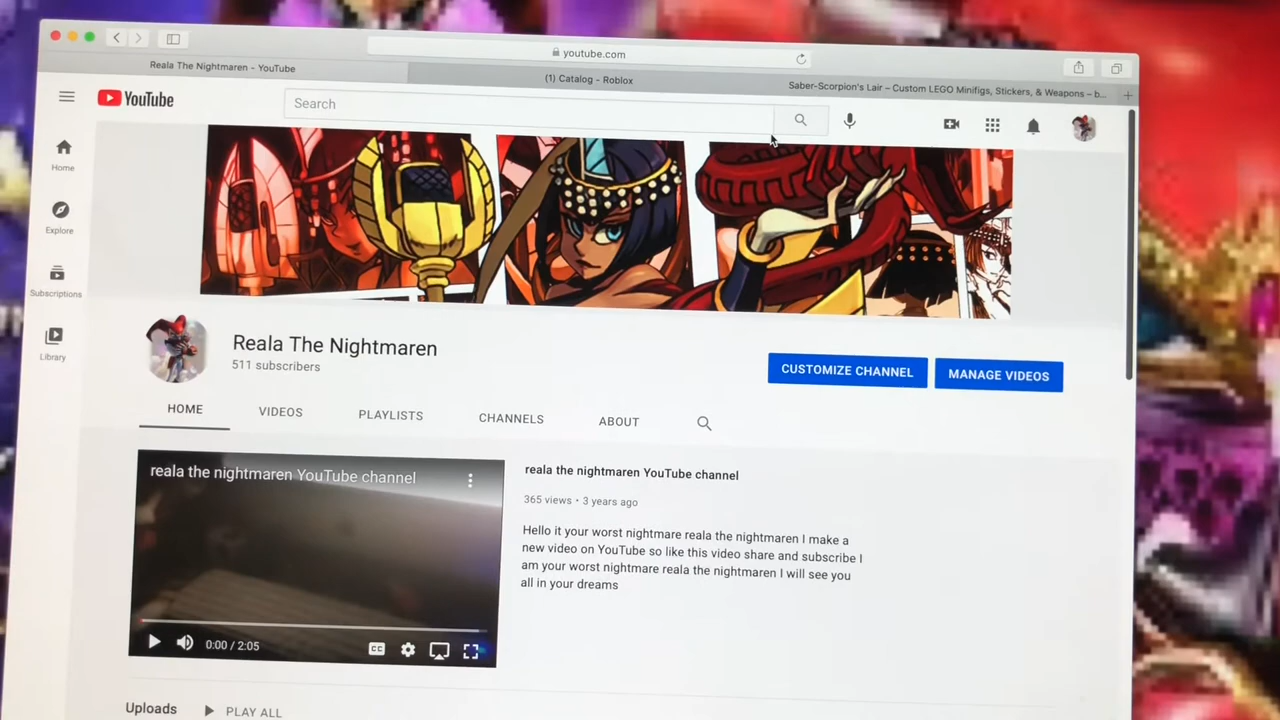 youtube.com
Reala The Nightmaren - YouTube
(1) Catalog - Roblox
Saber-Scorpion's Lair – Custom LEGO Minifigs, Stickers, & Weapons – b...
YouTube
Search
Home
Explore
Subscriptions
Library
Reala The Nightmaren
511 subscribers
CUSTOMIZE CHANNEL
MANAGE VIDEOS
HOME
VIDEOS
PLAYLISTS
CHANNELS
ABOUT
reala the nightmaren YouTube channel
CC
0:00 / 2:05
reala the nightmaren YouTube channel
365 views • 3 years ago
Hello it your worst nightmare reala the nightmaren I make a
new video on YouTube so like this video share and subscribe I
am your worst nightmare reala the nightmaren I will see you
all in your dreams
Uploads
PLAY ALL